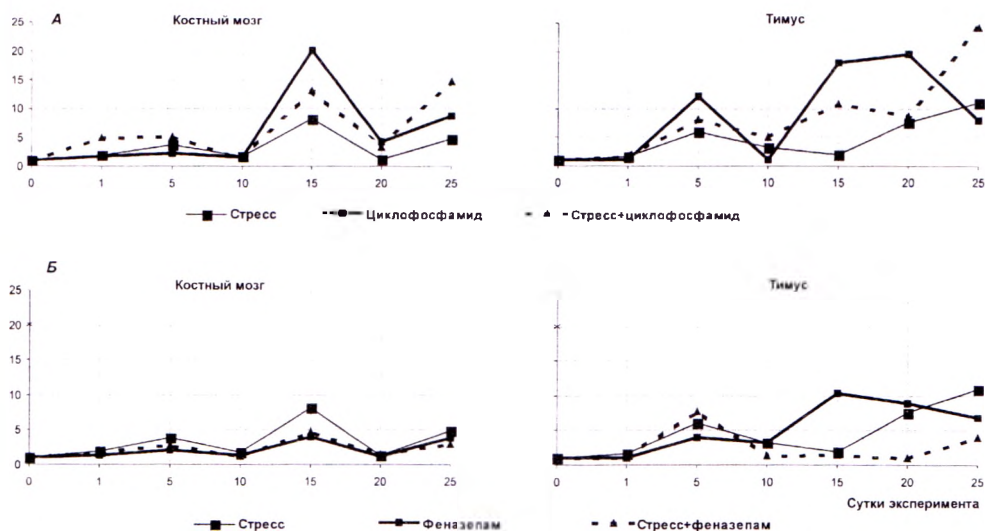 А
Костный мозг
Тимус
25
20
15
10
5
0
0 1 5 10 15 20 25
0 1 5 10 15 20 25
Стресс Циклофосфамид Стресс+циклофосфамид
Б
Костный мозг
Тимус
25
20
15
10
5
0
0 1 5 10 15 20 25
0 1 5 10 15 20 25
Сутки эксперимента
Стресс Феназепам Стресс+феназепам